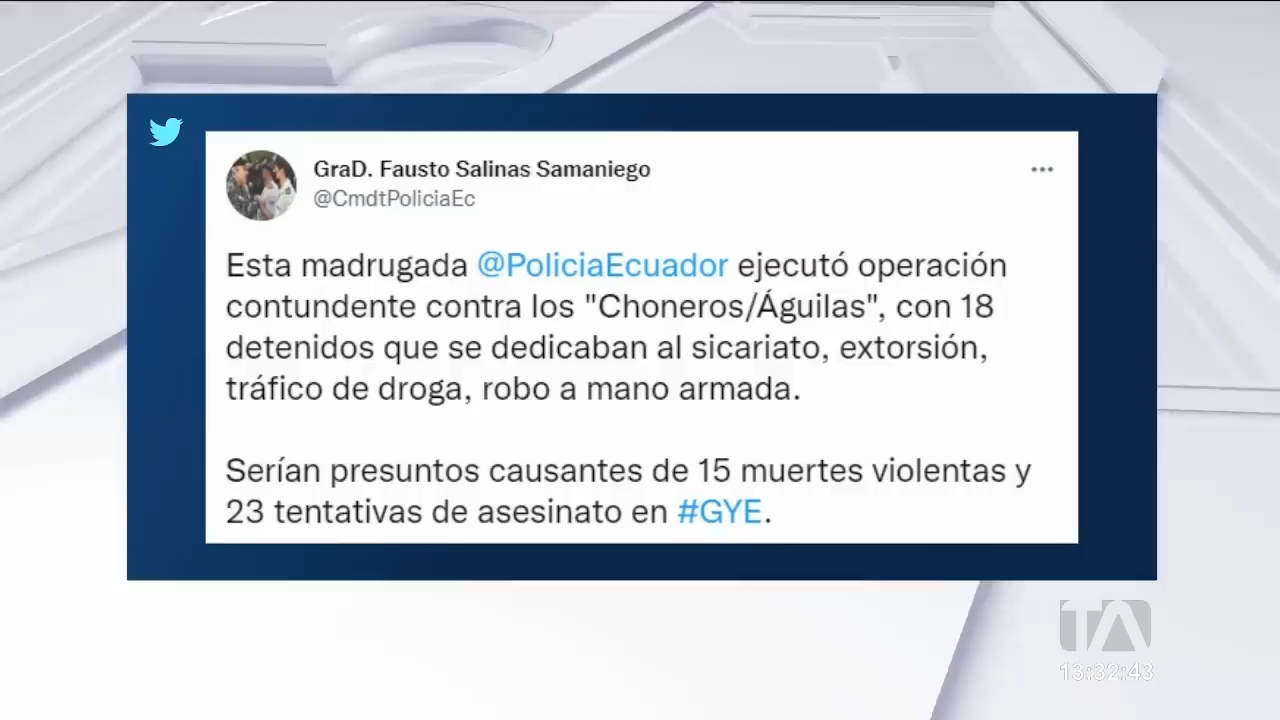 GraD. Fausto Salinas Samaniego
@CmdtPoliciaEc
Esta madrugada @PoliciaEcuador ejecutó operación
contundente contra los "Choneros/Águilas", con 18
detenidos que se dedicaban al sicariato, extorsión,
tráfico de droga, robo a mano armada.
Serían presuntos causantes de 15 muertes violentas y
23 tentativas de asesinato en #GYE.
TA
13:32:43